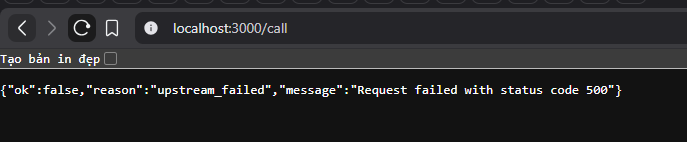 localhost:3000/call
Tạo bản in đẹp
{"ok":false,"reason":"upstream_failed","message":"Request failed with status code 500"}